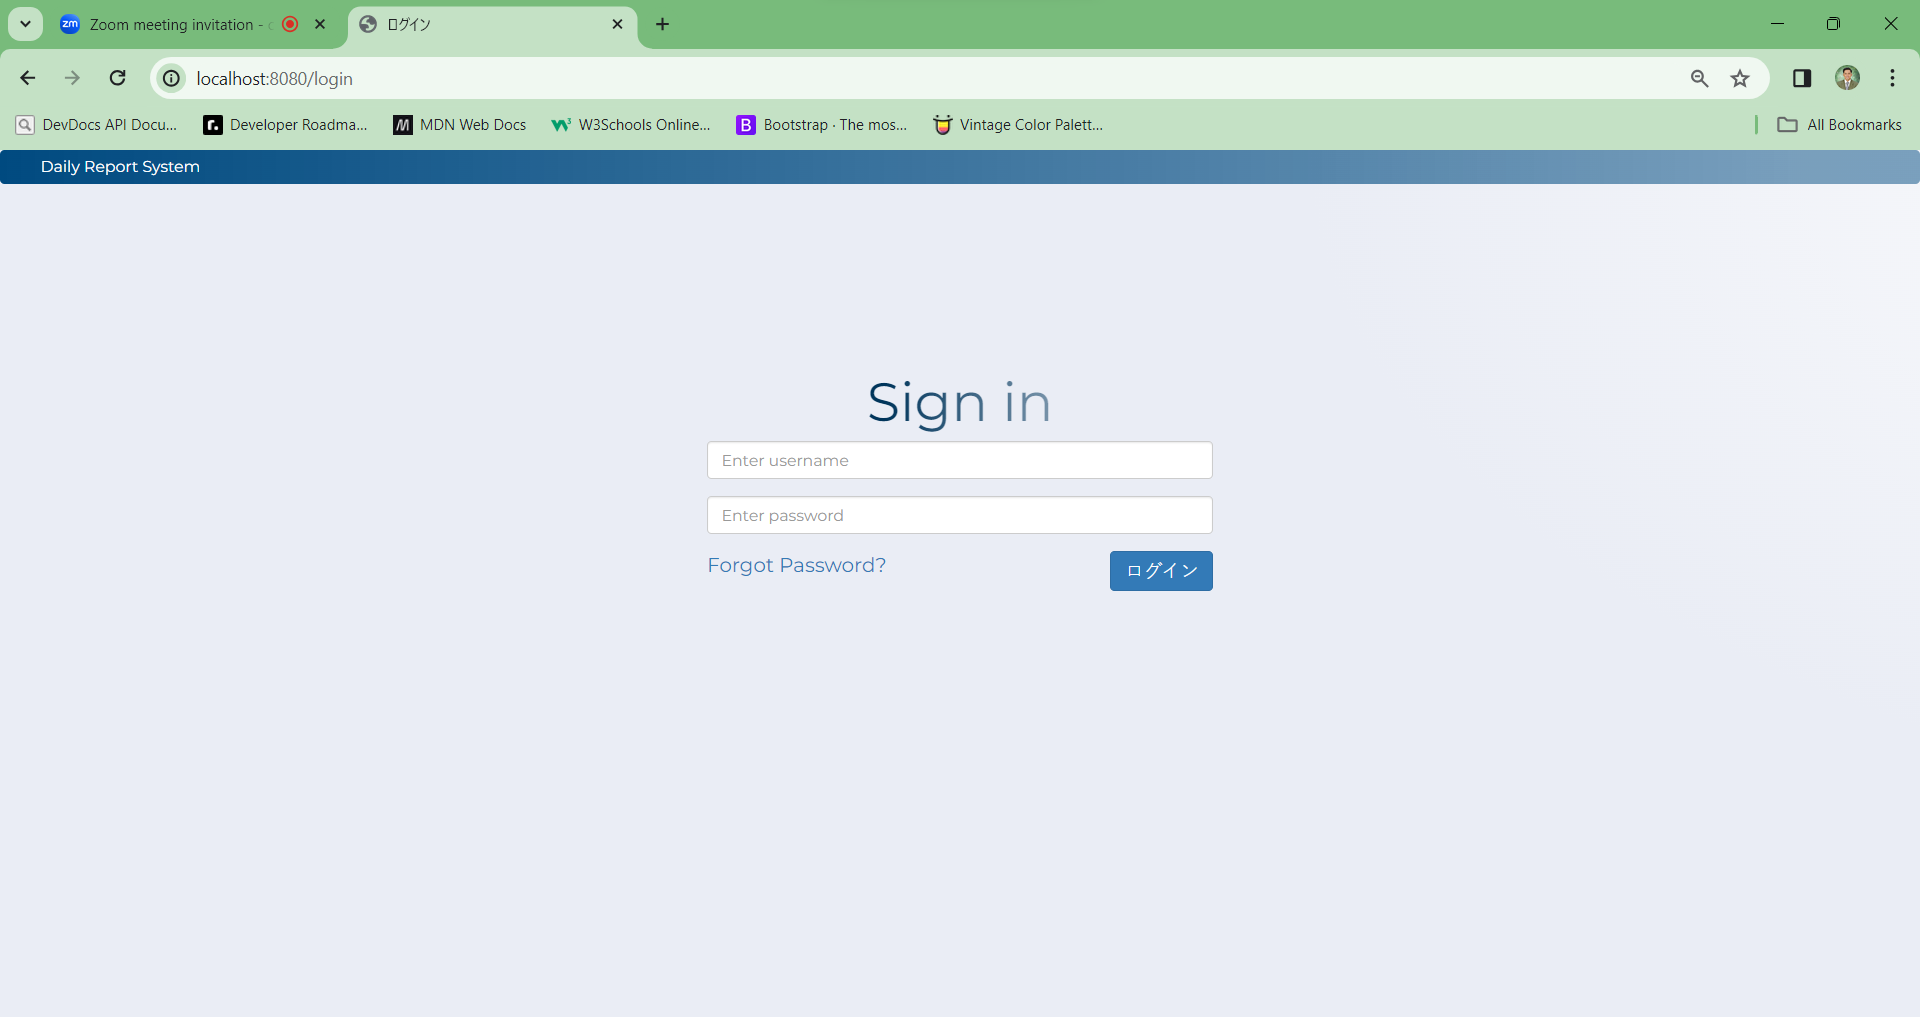 zm Zoom meeting invitation -
ログイン
localhost:8080/login
DevDocs API Docu...
Developer Roadma...
MDN Web Docs
W3Schools Online...
B Bootstrap · The mos...
Vintage Color Palett...
All Bookmarks
Daily Report System
Sign in
Enter username
Enter password
Forgot Password?
ログイン